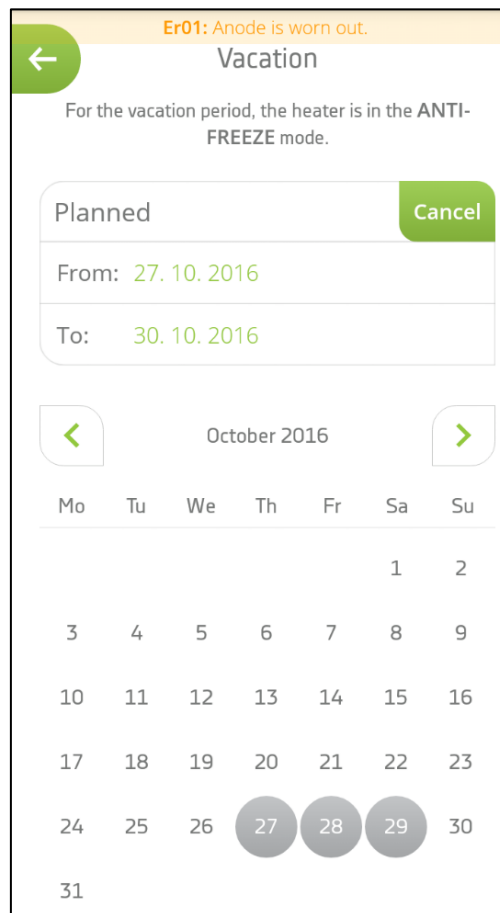 Er01: Anode is worn out.
Vacation
For the vacation period, the heater is in the ANTI-
FREEZE mode.
Planned Cancel
From: 27. 10. 2016
To: 30. 10. 2016
October 2016
Mo Tu We Th Fr Sa Su
1 2
3 4 5 6 7 8 9
10 11 12 13 14 15 16
17 18 19 20 21 22 23
24 25 26 27 28 29 30
31